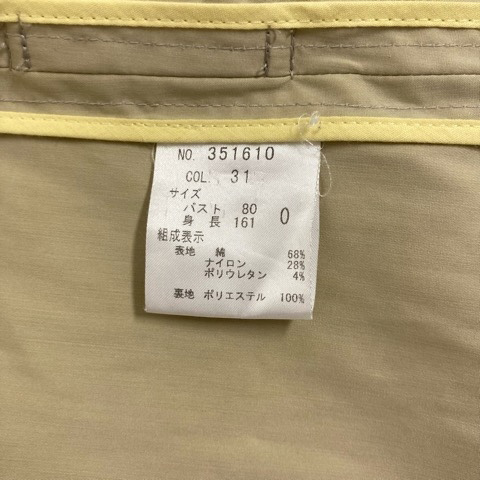 NO. 351610
COL. 31
サイズ
バスト 80
身 長 161 0
組成表示
表地 綿 68%
ナイロン 28%
ポリウレタン 4%
裏地 ポリエステル 100%